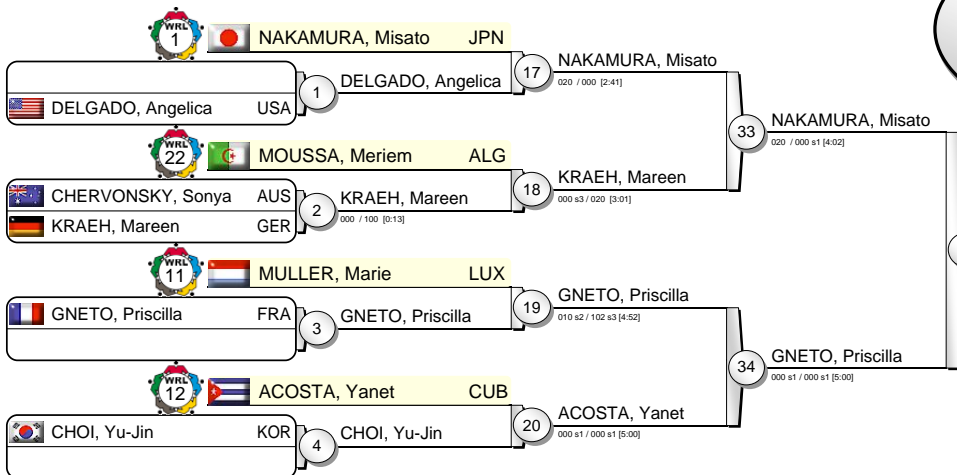 WRL
1
NAKAMURA, Misato JPN
DELGADO, Angelica USA
1
DELGADO, Angelica
17
NAKAMURA, Misato
020 / 000 [2:41]
WRL
22
MOUSSA, Meriem ALG
CHERVONSKY, Sonya AUS
KRAEH, Mareen GER
2
KRAEH, Mareen
000 / 100 [0:13]
18
KRAEH, Mareen
000 s3 / 020 [3:01]
33
NAKAMURA, Misato
020 / 000 s1 [4:02]
WRL
11
MULLER, Marie LUX
GNETO, Priscilla FRA
3
GNETO, Priscilla
19
GNETO, Priscilla
010 s2 / 102 s3 [4:52]
WRL
12
ACOSTA, Yanet CUB
CHOI, Yu-Jin KOR
4
CHOI, Yu-Jin
20
ACOSTA, Yanet
000 s1 / 000 s1 [5:00]
34
GNETO, Priscilla
000 s1 / 000 s1 [5:00]